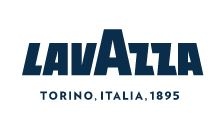 LAVAZZA
TORINO, ITALIA, 1895